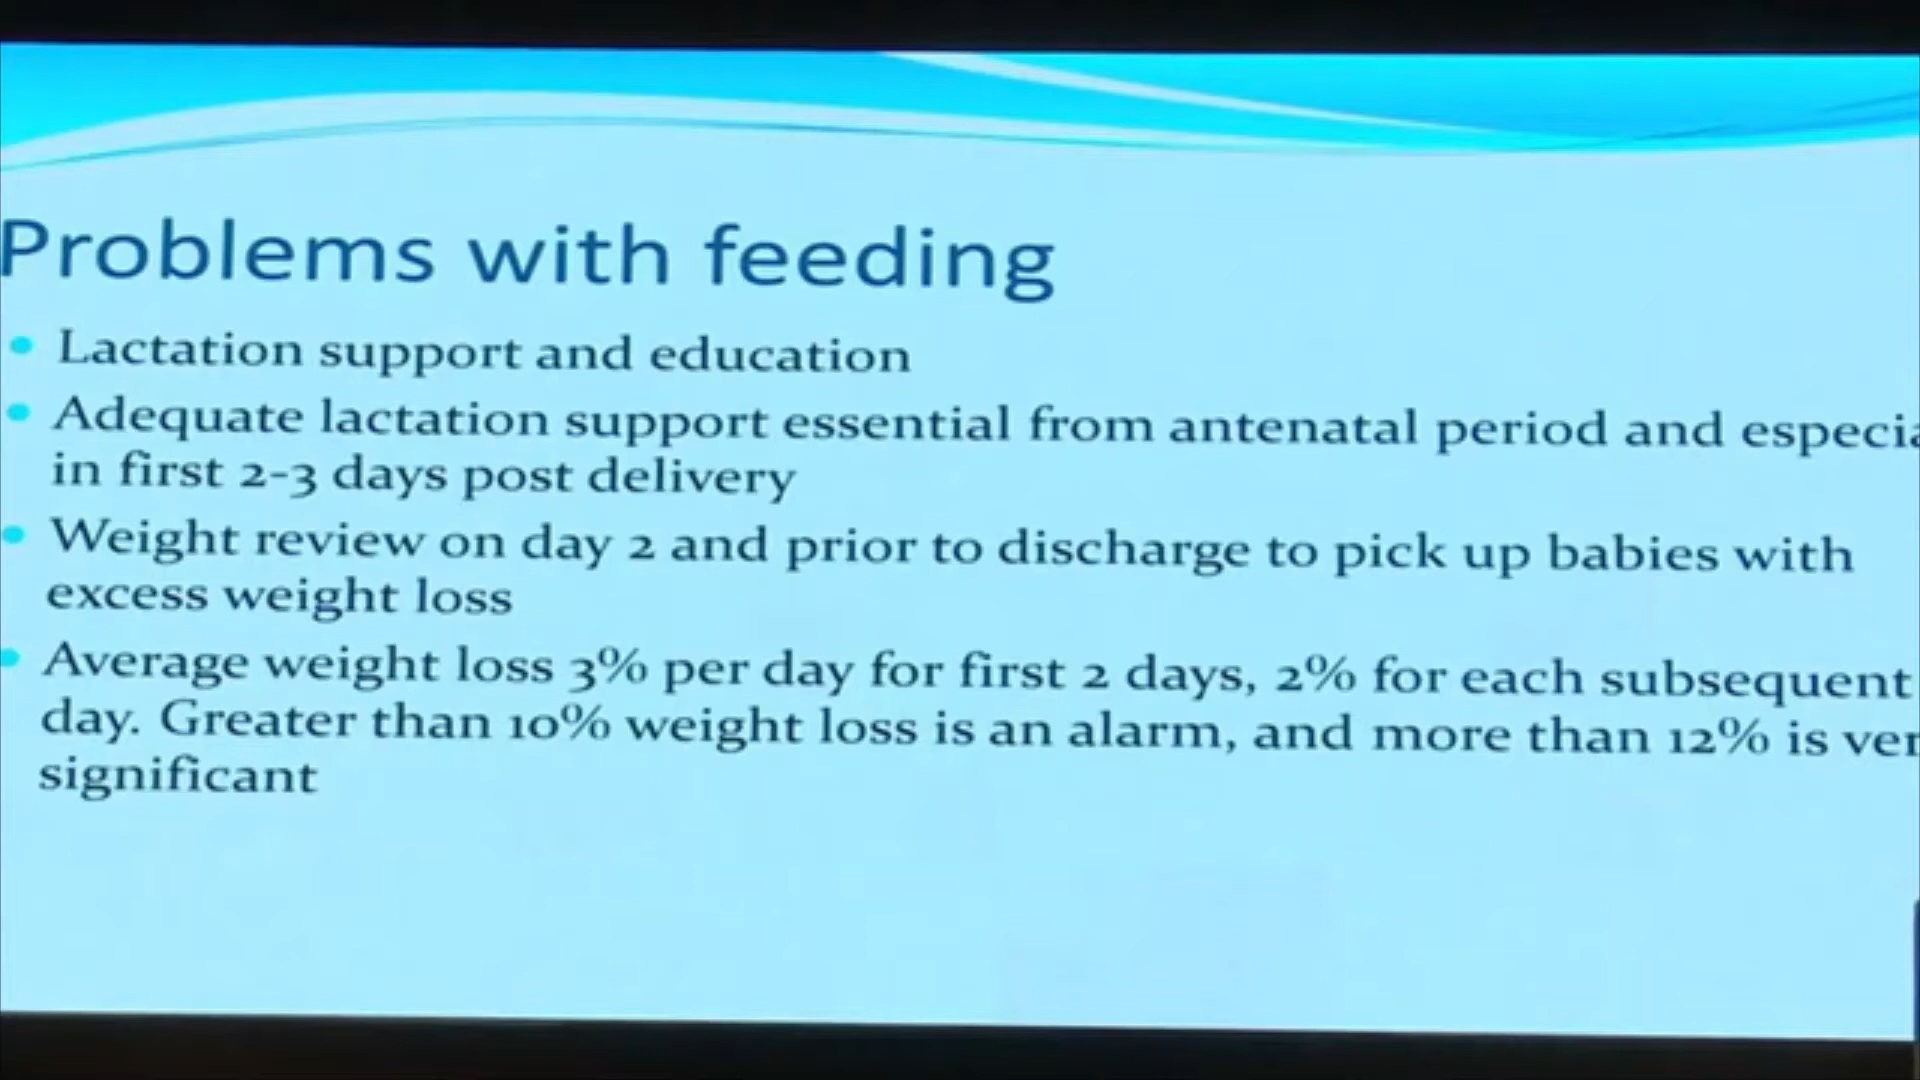 Problems with feeding
• Lactation support and education
• Adequate lactation support essential from antenatal period and
in first 2-3 days post delivery
• Weight review on day 2 and prior to discharge to pick up babies with
excess weight loss
• Average weight loss 3% per day for first 2 days, 2% for each subsequent
day. Greater than 10% weight loss is an alarm, and more than 12% is
significant